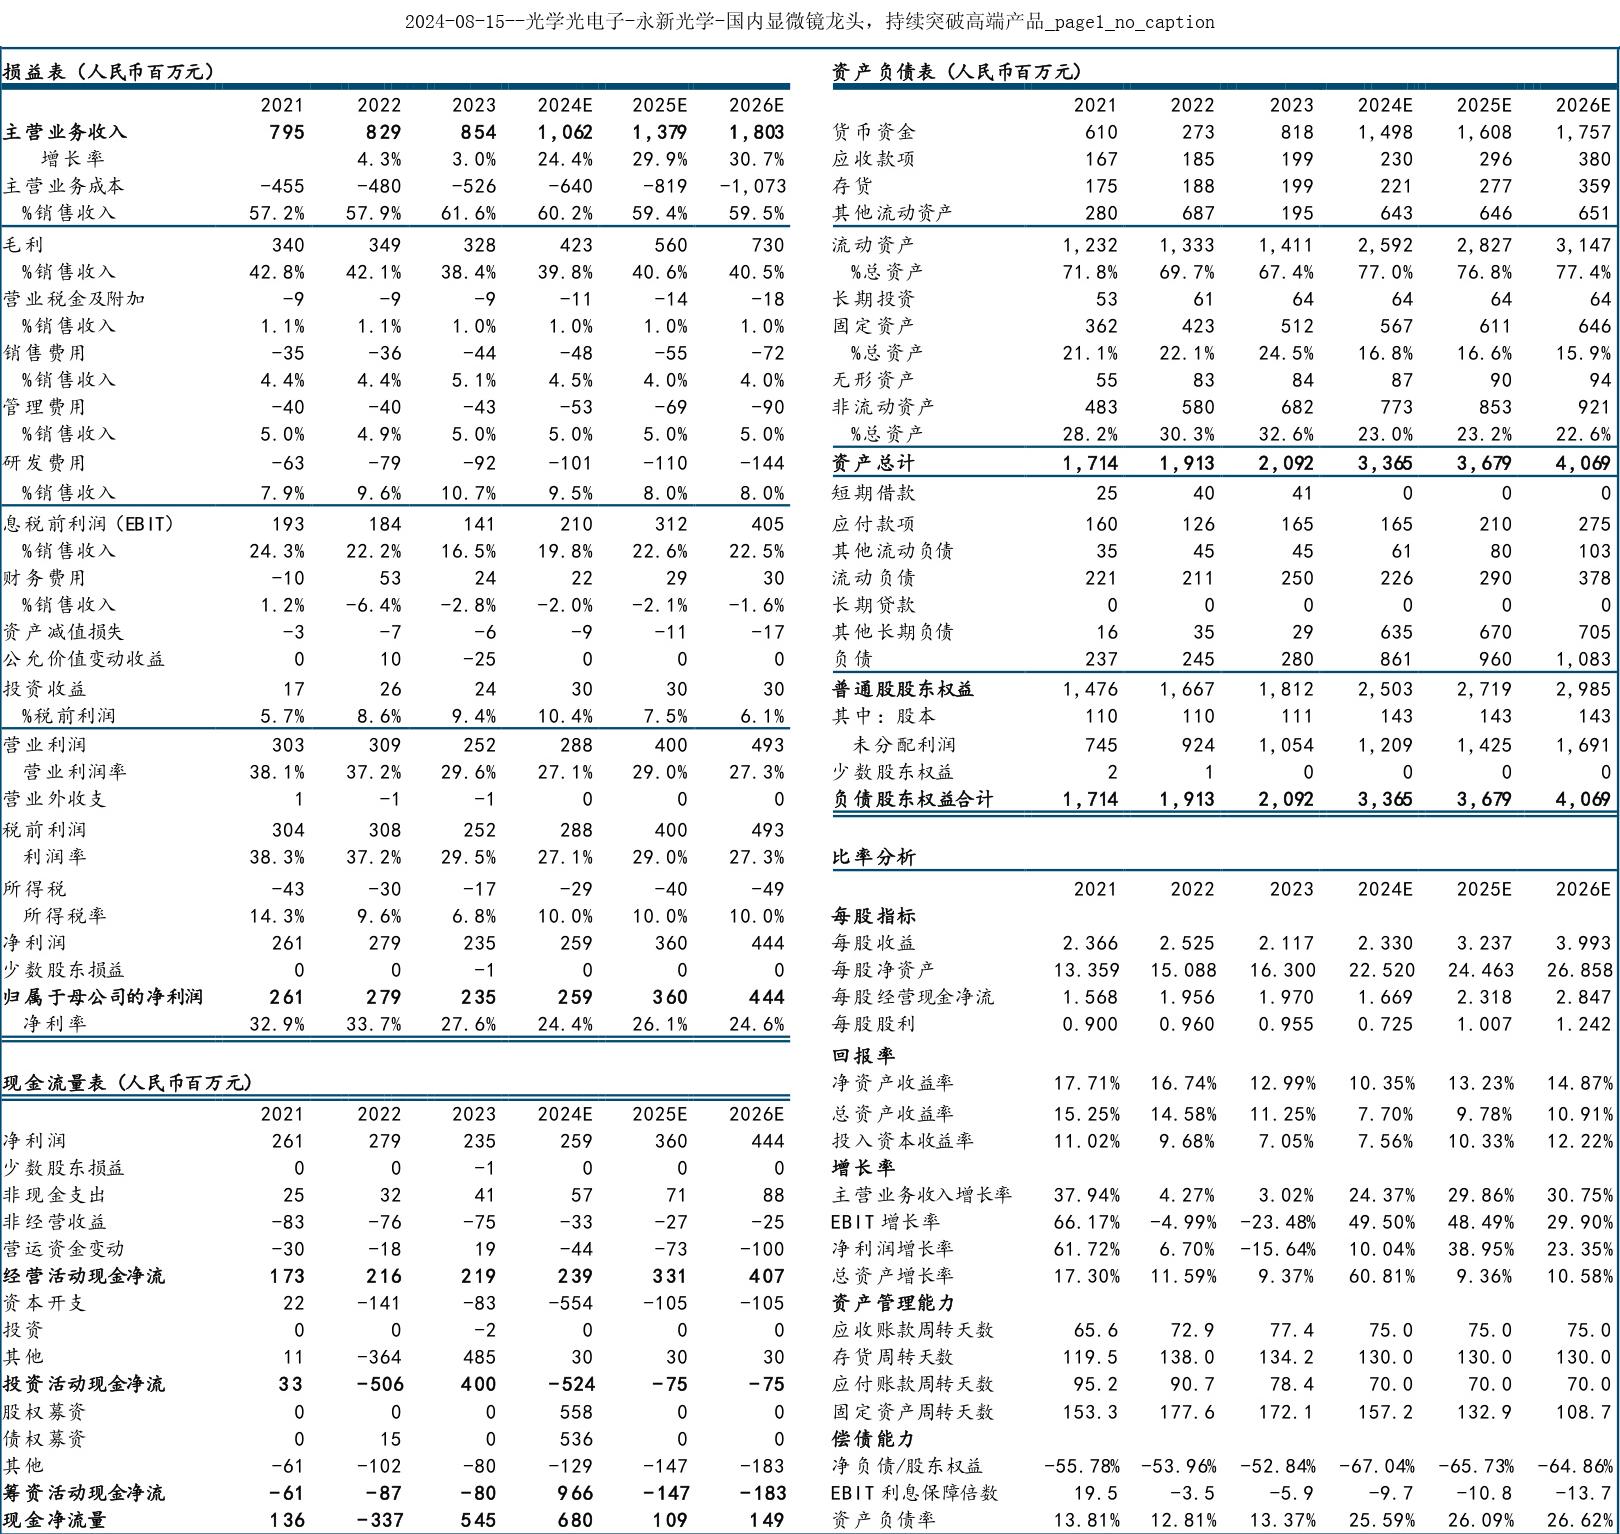 2024-08-15--光学光电子-永新光学-国内显微镜龙头，持续突破高端产品_page1_no_caption
损益表（人民币百万元）
2021 2022 2023 2024E 2025E 2026E
主营业务收入 795 829 854 1,062 1,379 1,803
增长率 4.3% 3.0% 24.4% 29.9% 30.7%
主营业务成本 -455 -480 -526 -640 -819 -1,073
%销售收入 57.2% 57.9% 61.6% 60.2% 59.4% 59.5%
毛利 340 349 328 423 560 730
%销售收入 42.8% 42.1% 38.4% 39.8% 40.6% 40.5%
营业税金及附加 -9 -9 -9 -11 -14 -18
%销售收入 1.1% 1.1% 1.0% 1.0% 1.0% 1.0%
销售费用 -35 -36 -44 -48 -55 -72
%销售收入 4.4% 4.4% 5.1% 4.5% 4.0% 4.0%
管理费用 -40 -40 -43 -53 -69 -90
%销售收入 5.0% 4.9% 5.0% 5.0% 5.0% 5.0%
研发费用 -63 -79 -92 -101 -110 -144
%销售收入 7.9% 9.6% 10.7% 9.5% 8.0% 8.0%
息税前利润（EBIT） 193 184 141 210 312 405
%销售收入 24.3% 22.2% 16.5% 19.8% 22.6% 22.5%
财务费用 -10 53 24 22 29 30
%销售收入 1.2% -6.4% -2.8% -2.0% -2.1% -1.6%
资产减值损失 -3 -7 -6 -9 -11 -17
公允价值变动收益 0 10 -25 0 0 0
投资收益 17 26 24 30 30 30
%税前利润 5.7% 8.6% 9.4% 10.4% 7.5% 6.1%
营业利润 303 309 252 288 400 493
营业利润率 38.1% 37.2% 29.6% 27.1% 29.0% 27.3%
营业外收支 1 -1 -1 0 0 0
税前利润 304 308 252 288 400 493
利润率 38.3% 37.2% 29.5% 27.1% 29.0% 27.3%
所得税 -43 -30 -17 -29 -40 -49
所得税率 14.3% 9.6% 6.8% 10.0% 10.0% 10.0%
净利润 261 279 235 259 360 444
少数股东损益 0 0 -1 0 0 0
归属于母公司的净利润 261 279 235 259 360 444
净利率 32.9% 33.7% 27.6% 24.4% 26.1% 24.6%
现金流量表（人民币百万元）
2021 2022 2023 2024E 2025E 2026E
净利润 261 279 235 259 360 444
少数股东损益 0 0 -1 0 0 0
非现金支出 25 32 41 57 71 88
非经营收益 -83 -76 -75 -33 -27 -25
营运资金变动 -30 -18 19 -44 -73 -100
经营活动现金净流 173 216 219 239 331 407
资本开支 22 -141 -83 -554 -105 -105
投资 0 0 -2 0 0 0
其他 11 -364 485 30 30 30
投资活动现金净流 33 -506 400 -524 -75 -75
股权募资 0 0 0 558 0 0
债权募资 0 15 0 536 0 0
其他 -61 -102 -80 -129 -147 -183
筹资活动现金净流 -61 -87 -80 966 -147 -183
现金净流量 136 -337 545 680 109 149
资产负债表（人民币百万元）
2021 2022 2023 2024E 2025E 2026E
货币资金 610 273 818 1,498 1,608 1,757
应收款项 167 185 199 230 296 380
存货 175 188 199 221 277 359
其他流动资产 280 687 195 643 646 651
流动资产 1,232 1,333 1,411 2,592 2,827 3,147
%总资产 71.8% 69.7% 67.4% 77.0% 76.8% 77.4%
长期投资 53 61 64 64 64 64
固定资产 362 423 512 567 611 646
%总资产 21.1% 22.1% 24.5% 16.8% 16.6% 15.9%
无形资产 55 83 84 87 90 94
非流动资产 483 580 682 773 853 921
%总资产 28.2% 30.3% 32.6% 23.0% 23.2% 22.6%
资产总计 1,714 1,913 2,092 3,365 3,679 4,069
短期借款 25 40 41 0 0 0
应付款项 160 126 165 165 210 275
其他流动负债 35 45 45 61 80 103
流动负债 221 211 250 226 290 378
长期贷款 0 0 0 0 0 0
其他长期负债 16 35 29 635 670 705
负债 237 245 280 861 960 1,083
普通股股东权益 1,476 1,667 1,812 2,503 2,719 2,985
其中：股本 110 110 111 143 143 143
未分配利润 745 924 1,054 1,209 1,425 1,691
少数股东权益 2 1 0 0 0 0
负债股东权益合计 1,714 1,913 2,092 3,365 3,679 4,069
比率分析
2021 2022 2023 2024E 2025E 2026E
每股指标
每股收益 2.366 2.525 2.117 2.330 3.237 3.993
每股净资产 13.359 15.088 16.300 22.520 24.463 26.858
每股经营现金净流 1.568 1.956 1.970 1.669 2.318 2.847
每股股利 0.900 0.960 0.955 0.725 1.007 1.242
回报率
净资产收益率 17.71% 16.74% 12.99% 10.35% 13.23% 14.87%
总资产收益率 15.25% 14.58% 11.25% 7.70% 9.78% 10.91%
投入资本收益率 11.02% 9.68% 7.05% 7.56% 10.33% 12.22%
增长率
主营业务收入增长率 37.94% 4.27% 3.02% 24.37% 29.86% 30.75%
EBIT增长率 66.17% -4.99% -23.48% 49.50% 48.49% 29.90%
净利润增长率 61.72% 6.70% -15.64% 10.04% 38.95% 23.35%
总资产增长率 17.30% 11.59% 9.37% 60.81% 9.36% 10.58%
资产管理能力
应收账款周转天数 65.6 72.9 77.4 75.0 75.0 75.0
存货周转天数 119.5 138.0 134.2 130.0 130.0 130.0
应付账款周转天数 95.2 90.7 78.4 70.0 70.0 70.0
固定资产周转天数 153.3 177.6 172.1 157.2 132.9 108.7
偿债能力
净负债/股东权益 -55.78% -53.96% -52.84% -67.04% -65.73% -64.86%
EBIT利息保障倍数 19.5 -3.5 -5.9 -9.7 -10.8 -13.7
资产负债率 13.81% 12.81% 13.37% 25.59% 26.09% 26.62%